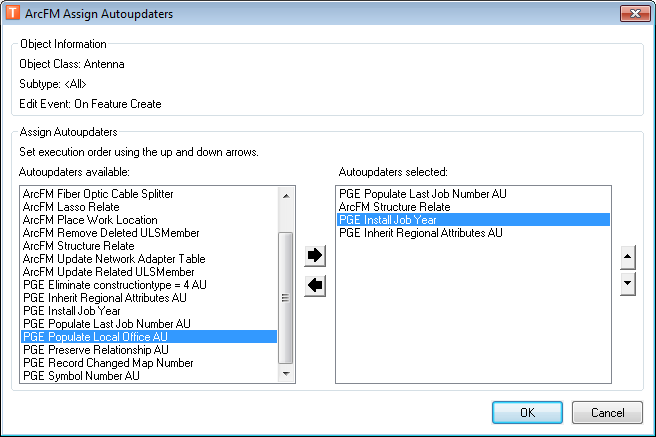 T ArcFM Assign Autoupdaters
Object Information
Object Class: Antenna
Subtype: <All>
Edit Event: On Feature Create
Assign Autoupdaters
Set execution order using the up and down arrows.
Autoupdaters available:
ArcFM Fiber Optic Cable Splitter
ArcFM Lasso Relate
ArcFM Place Work Location
ArcFM Remove Deleted ULSMember
ArcFM Structure Relate
ArcFM Update Network Adapter Table
ArcFM Update Related ULSMember
PGE Eliminate constructiontype = 4 AU
PGE Inherit Regional Attributes AU
PGE Install Job Year
PGE Populate Last Job Number AU
PGE Populate Local Office AU
PGE Preserve Relationship AU
PGE Record Changed Map Number
PGE Symbol Number AU
Autoupdaters selected:
PGE Populate Last Job Number AU
ArcFM Structure Relate
PGE Install Job Year
PGE Inherit Regional Attributes AU
OK
Cancel